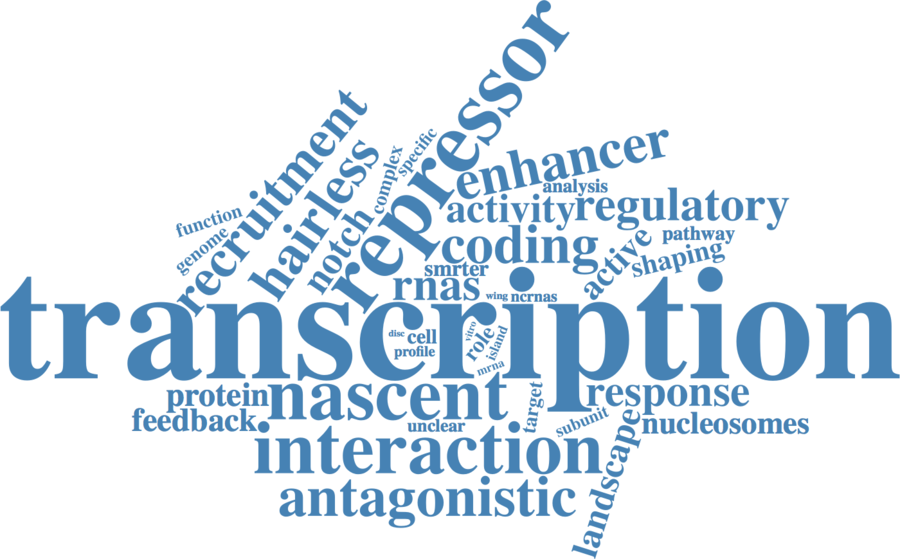 repressor
recruitment
hairless
complex
specific
enhancer
analysis
function
genome
notch
activity
regulatory
coding
active
pathway
shaping
smrter
rnas
wing
ncrnas
transcription
disc
cell
profile
vitro
role
island
mrna
protein
nascent
target
response
feedback
unclear
subunit
nucleosomes
interaction
landscape
antagonistic